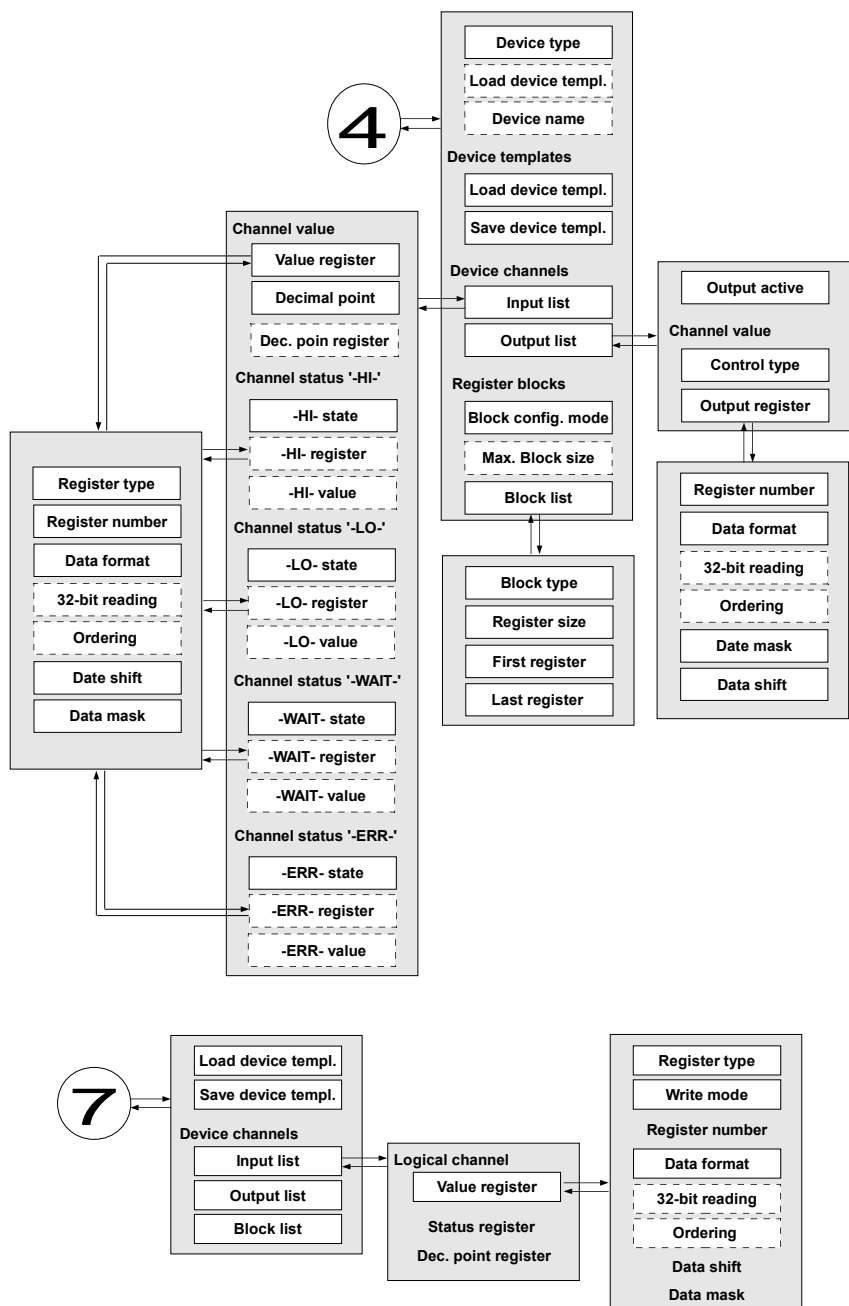 4
Device type
Load device templ.
Device name
Device templates
Load device templ.
Save device templ.
Device channels
Input list
Output list
Register blocks
Block config. mode
Max. Block size
Block list
Channel value
Value register
Decimal point
Dec. poin register
Channel status '-HI-'
-HI- state
-HI- register
-HI- value
Channel status '-LO-'
-LO- state
-LO- register
-LO- value
Channel status '-WAIT-'
-WAIT- state
-WAIT- register
-WAIT- value
Channel status '-ERR-'
-ERR- state
-ERR- register
-ERR- value
Register type
Register number
Data format
32-bit reading
Ordering
Date shift
Data mask
Output active
Channel value
Control type
Output register
Register number
Data format
32-bit reading
Ordering
Date mask
Data shift
Block type
Register size
First register
Last register
7
Load device templ.
Save device templ.
Device channels
Input list
Output list
Block list
Logical channel
Value register
Status register
Dec. point register
Register type
Write mode
Register number
Data format
32-bit reading
Ordering
Data shift
Data mask